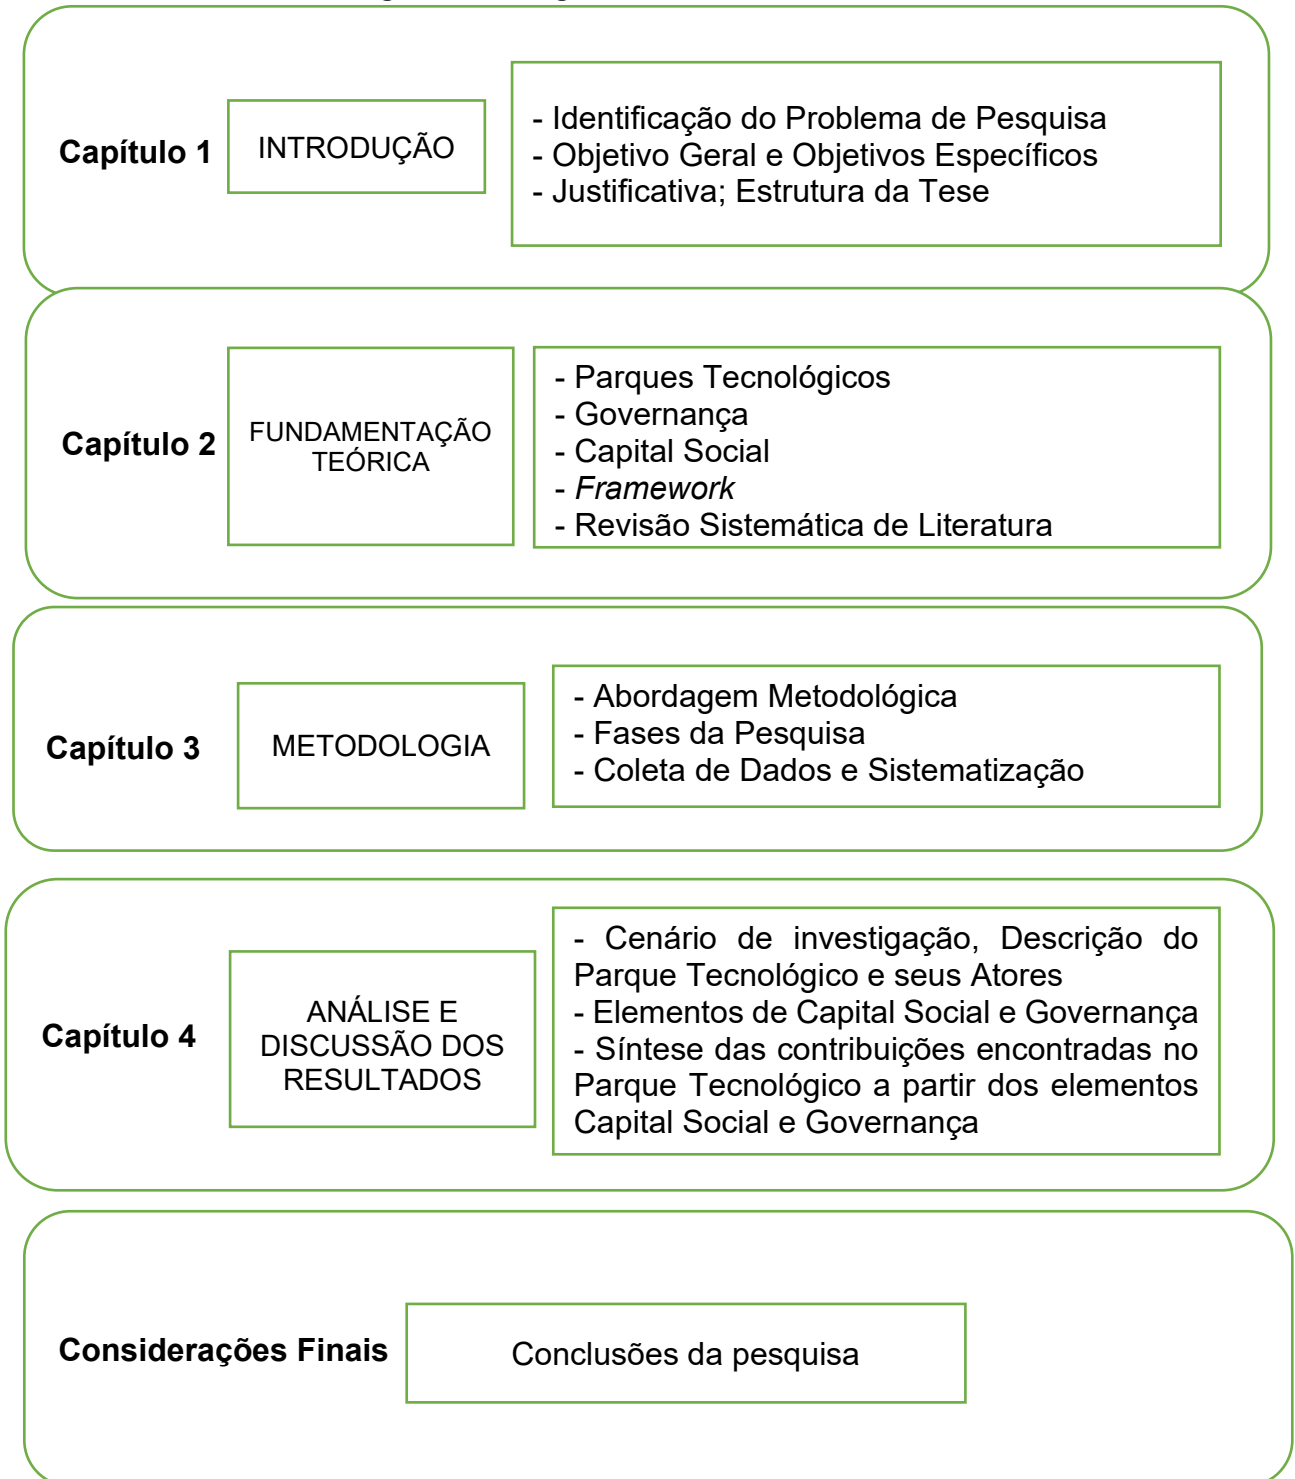 Capítulo 1
INTRODUÇÃO
- Identificação do Problema de Pesquisa
- Objetivo Geral e Objetivos Específicos
- Justificativa; Estrutura da Tese
Capítulo 2
FUNDAMENTAÇÃO
TEÓRICA
- Parques Tecnológicos
- Governança
- Capital Social
- Framework
- Revisão Sistemática de Literatura
Capítulo 3
METODOLOGIA
- Abordagem Metodológica
- Fases da Pesquisa
- Coleta de Dados e Sistematização
Capítulo 4
ANÁLISE E
DISCUSSÃO DOS
RESULTADOS
- Cenário de investigação, Descrição do
Parque Tecnológico e seus Atores
- Elementos de Capital Social e Governança
- Síntese das contribuições encontradas no
Parque Tecnológico a partir dos elementos
Capital Social e Governança
Considerações Finais
Conclusões da pesquisa